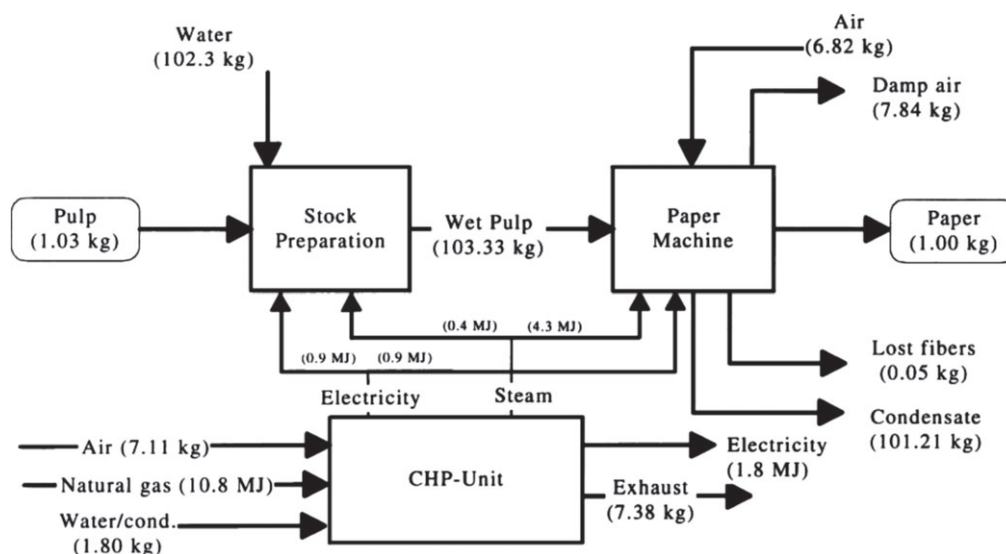 Water
(102.3 kg)
Air
(6.82 kg)
Damp air
(7.84 kg)
Pulp
(1.03 kg)
Stock
Preparation
Wet Pulp
(103.33 kg)
Paper
Machine
Paper
(1.00 kg)
(0.4 MJ) (4.3 MJ)
(0.9 MJ) (0.9 MJ)
Electricity
Steam
Lost fibers
(0.05 kg)
Condensate
(101.21 kg)
Air (7.11 kg)
Natural gas (10.8 MJ)
Water/cond.
(1.80 kg)
CHP-Unit
Electricity
(1.8 MJ)
Exhaust
(7.38 kg)